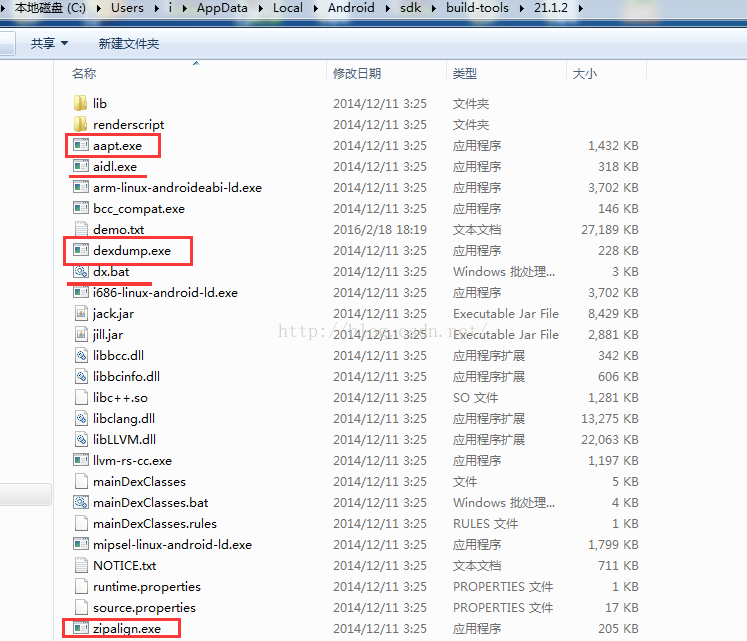 本地磁盘 (C:) ▸ Users ▸ i ▸ AppData ▸ Local ▸ Android ▸ sdk ▸ build-tools ▸ 21.1.2 ▸
共享 新建文件夹
名称 修改日期 类型 大小
lib 2014/12/11 3:25 文件夹
renderscript 2014/12/11 3:25 文件夹
aapt.exe 2014/12/11 3:25 应用程序 1,432 KB
aidl.exe 2014/12/11 3:25 应用程序 318 KB
arm-linux-androideabi-ld.exe 2014/12/11 3:25 应用程序 3,702 KB
bcc_compat.exe 2014/12/11 3:25 应用程序 146 KB
demo.txt 2016/2/18 18:19 文本文档 27,189 KB
dexdump.exe 2014/12/11 3:25 应用程序 228 KB
dx.bat 2014/12/11 3:25 Windows 批处理... 3 KB
i686-linux-android-ld.exe 2014/12/11 3:25 应用程序 3,702 KB
jack.jar 2014/12/11 3:25 Executable Jar File 8,429 KB
http://blog.csdn.net/
jill.jar 2014/12/11 3:25 Executable Jar File 2,881 KB
libbcc.dll 2014/12/11 3:25 应用程序扩展 342 KB
libbcinfo.dll 2014/12/11 3:25 应用程序扩展 606 KB
libc++.so 2014/12/11 3:25 SO 文件 1,281 KB
libclang.dll 2014/12/11 3:25 应用程序扩展 13,275 KB
libLLVM.dll 2014/12/11 3:25 应用程序扩展 22,063 KB
llvm-rs-cc.exe 2014/12/11 3:25 应用程序 1,197 KB
mainDexClasses 2014/12/11 3:25 文件 5 KB
mainDexClasses.bat 2014/12/11 3:25 Windows 批处理... 4 KB
mainDexClasses.rules 2014/12/11 3:25 RULES 文件 1 KB
mipsel-linux-android-ld.exe 2014/12/11 3:25 应用程序 1,799 KB
NOTICE.txt 2014/12/11 3:25 文本文档 711 KB
runtime.properties 2014/12/11 3:25 PROPERTIES 文件 1 KB
source.properties 2014/12/11 3:25 PROPERTIES 文件 17 KB
zipalign.exe 2014/12/11 3:25 应用程序 205 KB